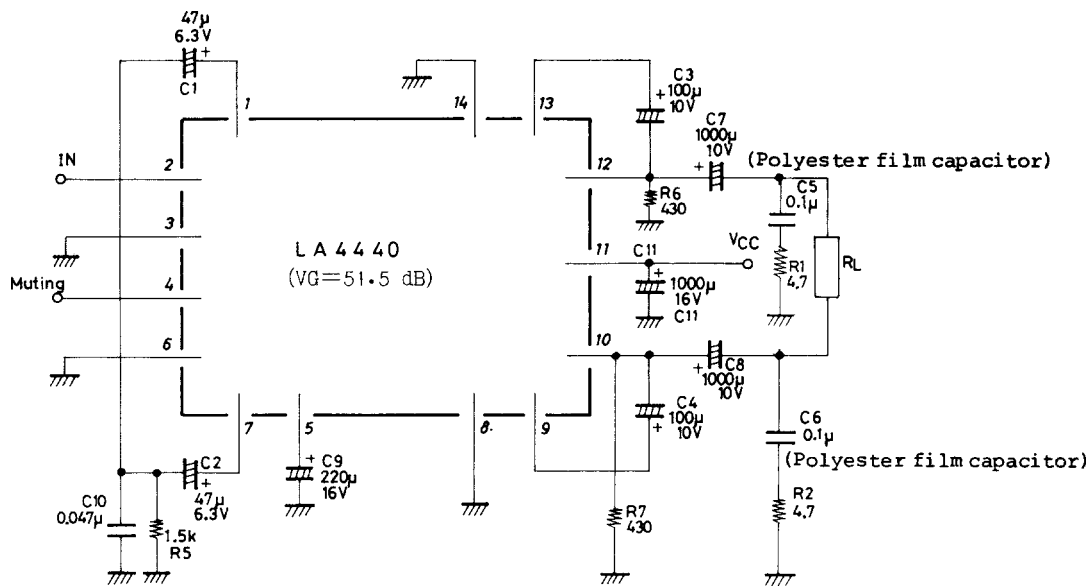 47μ
6.3V
+
C1
1
14
13
C3
+
100μ
10V
C7
1000μ
10V
+
12
(Polyester film capacitor)
IN
2
R6
430
C5
0.1μ
3
LA4440
(VG=51.5 dB)
11
C11
VCC
R1
4.7
RL
Muting
4
+
1000μ
16V
C11
6
10
C8
+
1000μ
10V
7
5
8.
9
C4
100μ
10V
+
C6
0.1μ
(Polyester film capacitor)
C2
+
47μ
6.3V
+
C9
220μ
16V
C10
0.047μ
1.5k
R5
R7
430
R2
4.7